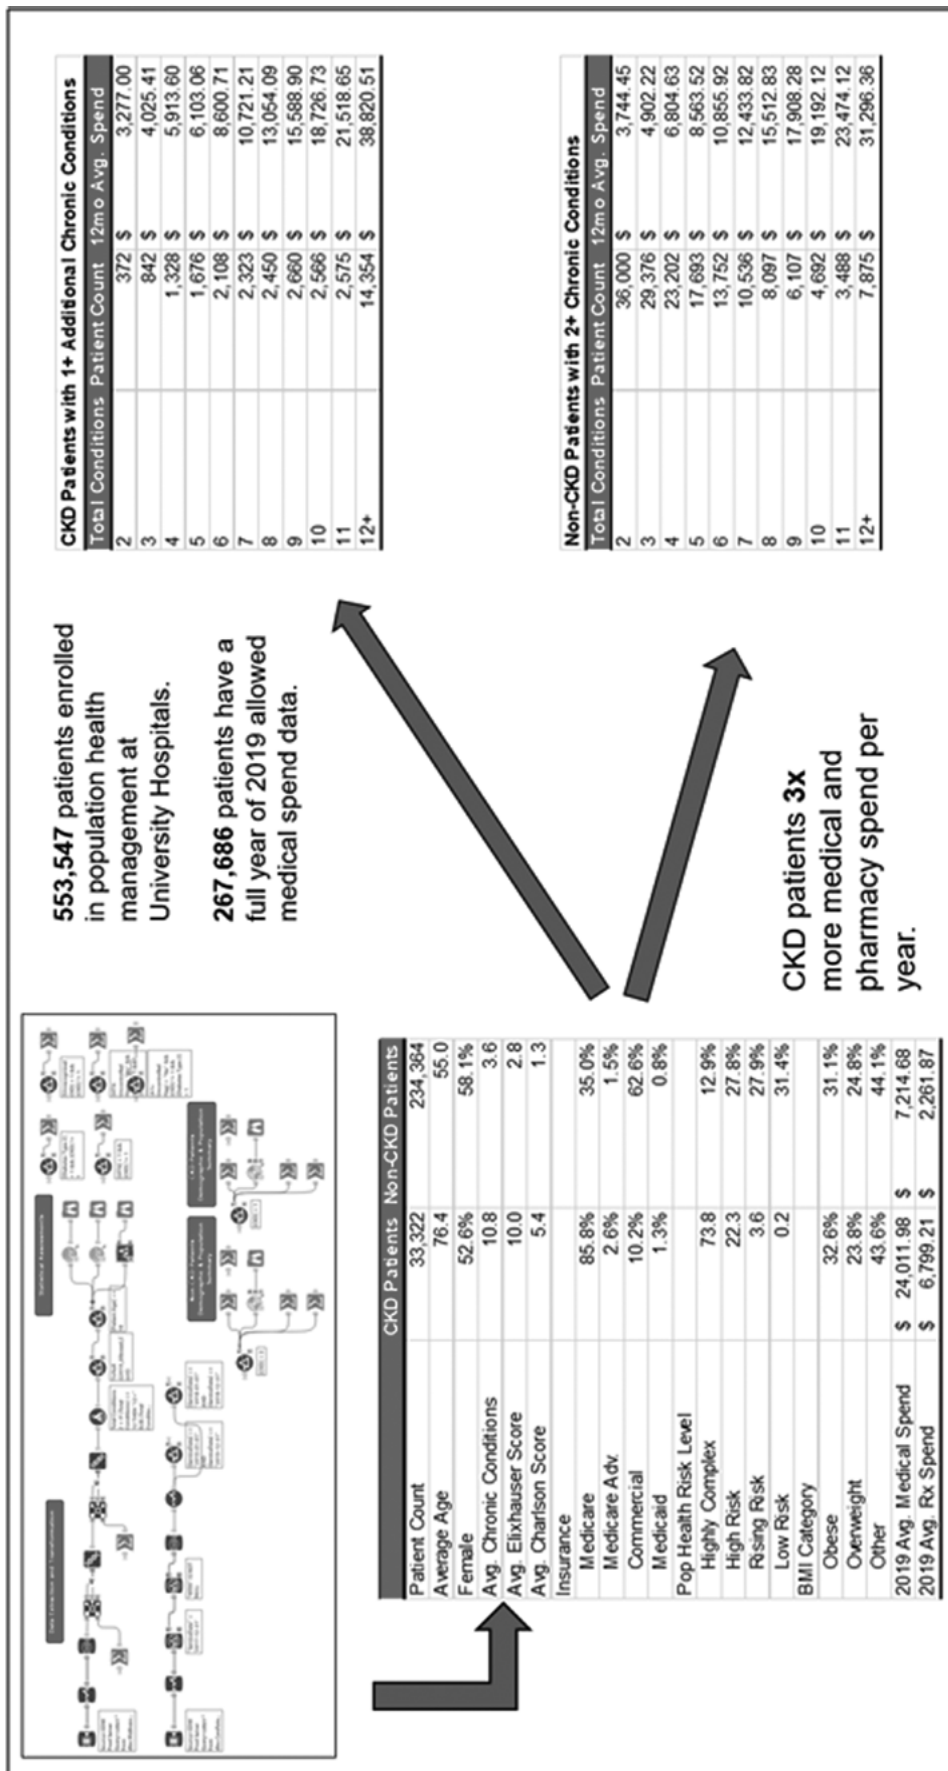 553,547 patients enrolled
in population health
management at
University Hospitals.
267,686 patients have a
full year of 2019 allowed
medical spend data.
CKD Patients Non-CKD Patients
Patient Count 33,322 234,364
Average Age 76.4 55.0
Female 52.6% 58.1%
Avg. Chronic Conditions 10.8 3.6
Avg. Elixhauser Score 10.0 2.8
Avg. Charlson Score 5.4 1.3
Insurance
Medicare 85.8% 35.0%
Medicare Adv. 2.6% 1.5%
Commercial 10.2% 62.6%
Medicaid 1.3% 0.8%
Pop Health Risk Level
Highly Complex 73.8 12.9%
High Risk 22.3 27.8%
Rising Risk 3.6 27.9%
Low Risk 0.2 31.4%
BMI Category
Obese 32.6% 31.1%
Overweight 23.8% 24.8%
Other 43.6% 44.1%
2019 Avg. Medical Spend $ 24,011.98 $ 7,214.68
2019 Avg. Rx Spend $ 6,799.21 $ 2,261.87
CKD patients 3x
more medical and
pharmacy spend per
year.
CKD Patients with 1+ Additional Chronic Conditions
Total Conditions Patient Count 12mo Avg. Spend
2 372 $ 3,277.00
3 842 $ 4,025.41
4 1,328 $ 5,913.60
5 1,676 $ 6,103.06
6 2,108 $ 8,600.71
7 2,323 $ 10,721.21
8 2,450 $ 13,054.09
9 2,660 $ 15,588.90
10 2,566 $ 18,726.73
11 2,575 $ 21,518.65
12+ 14,354 $ 38,820.51
Non-CKD Patients with 2+ Chronic Conditions
Total Conditions Patient Count 12mo Avg. Spend
2 36,000 $ 3,744.45
3 29,376 $ 4,902.22
4 23,202 $ 6,804.63
5 17,693 $ 8,563.52
6 13,752 $ 10,855.92
7 10,536 $ 12,433.82
8 8,097 $ 15,512.83
9 6,107 $ 17,908.28
10 4,692 $ 19,192.12
11 3,488 $ 23,474.12
12+ 7,875 $ 31,296.36